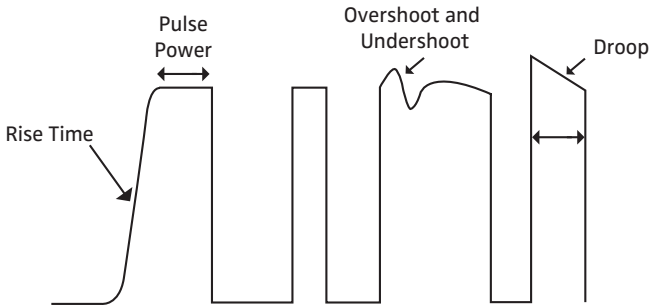 Pulse
Power
Overshoot and
Undershoot
Droop
Rise Time